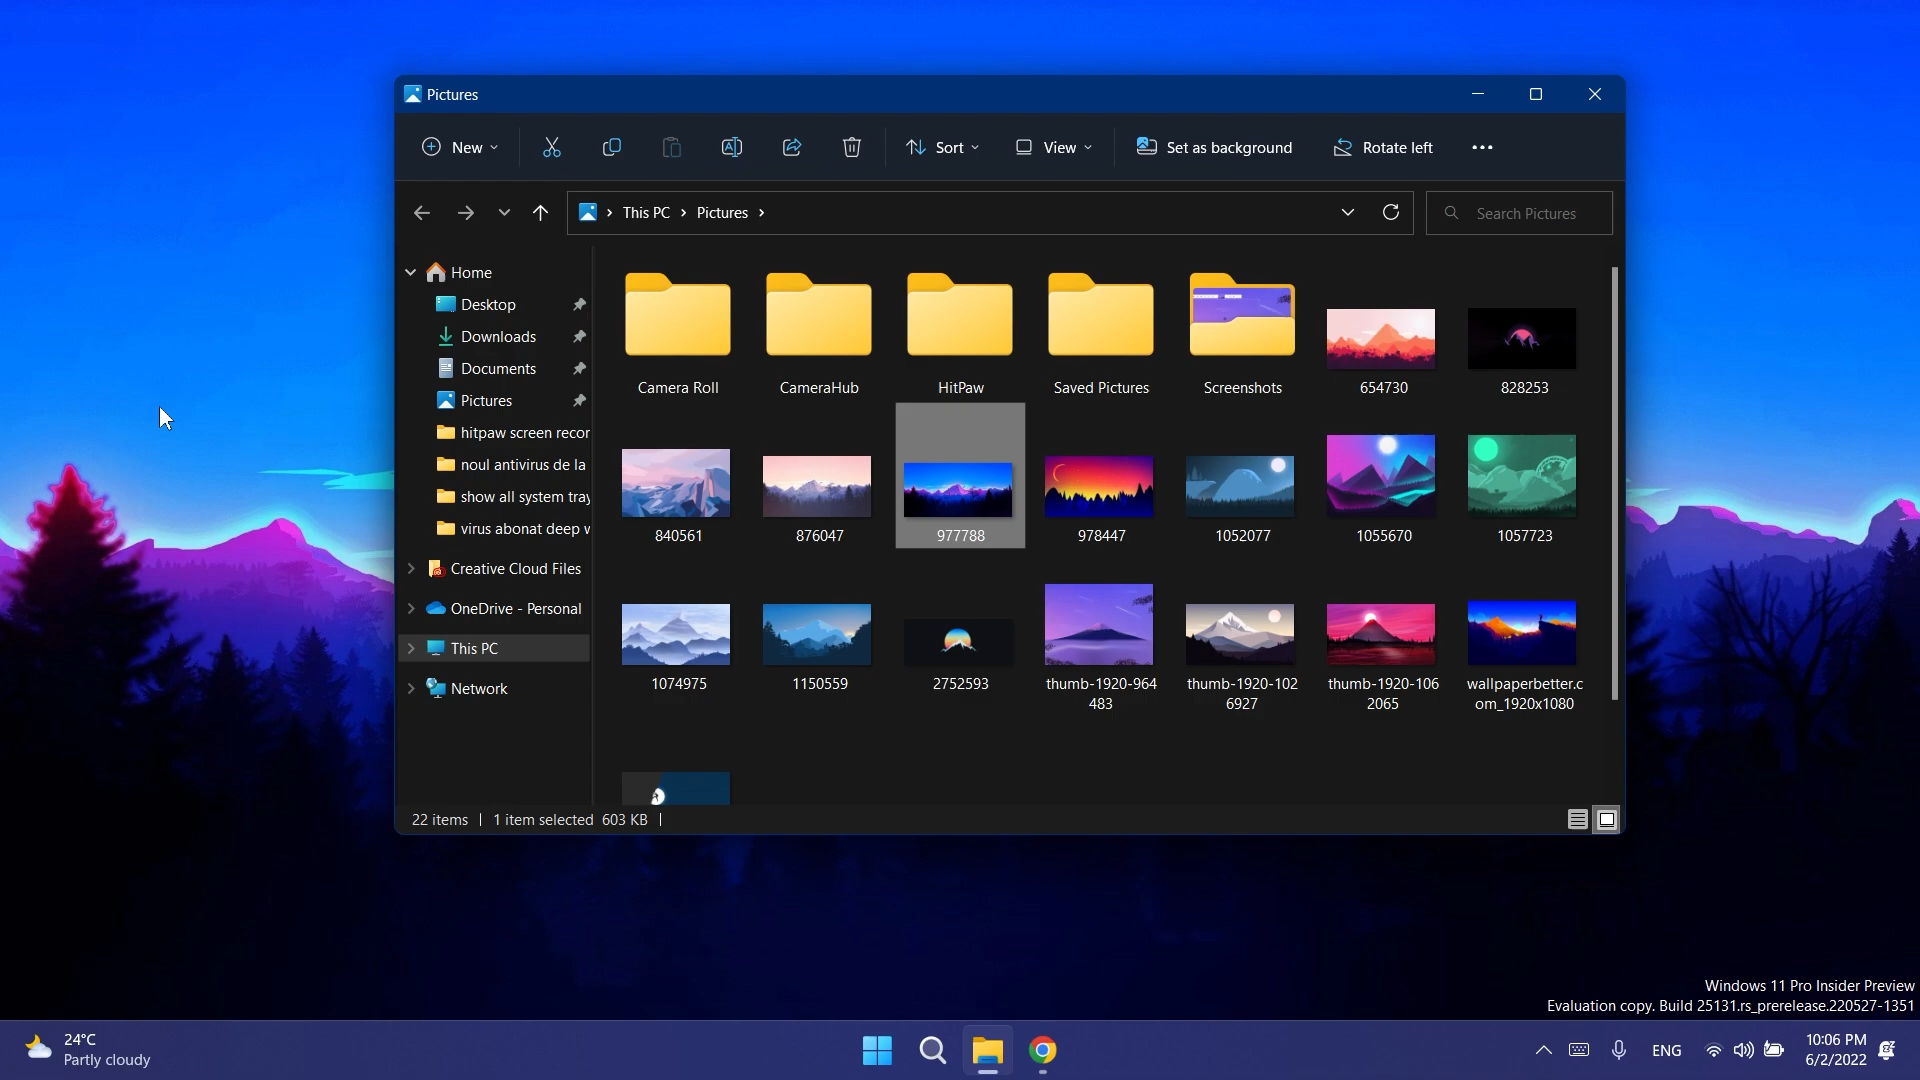 Pictures
New
Sort
View
Set as background
Rotate left
This PC
Pictures
Search Pictures
Home
Desktop
Downloads
Documents
Pictures
hitpaw screen recor
noul antivirus de la
show all system tray
virus abonat deep w
Creative Cloud Files
OneDrive - Personal
This PC
Network
Camera Roll
CameraHub
HitPaw
Saved Pictures
Screenshots
654730
828253
840561
876047
977788
978447
1052077
1055670
1057723
1074975
1150559
2752593
thumb-1920-964
483
thumb-1920-102
6927
thumb-1920-106
2065
wallpaperbetter.c
om_1920x1080
22 items
1 item selected 603 KB
Windows 11 Pro Insider Preview
Evaluation copy. Build 25131.rs_prerelease.220527-1351
24°C
Partly cloudy
ENG
10:06 PM
6/2/2022